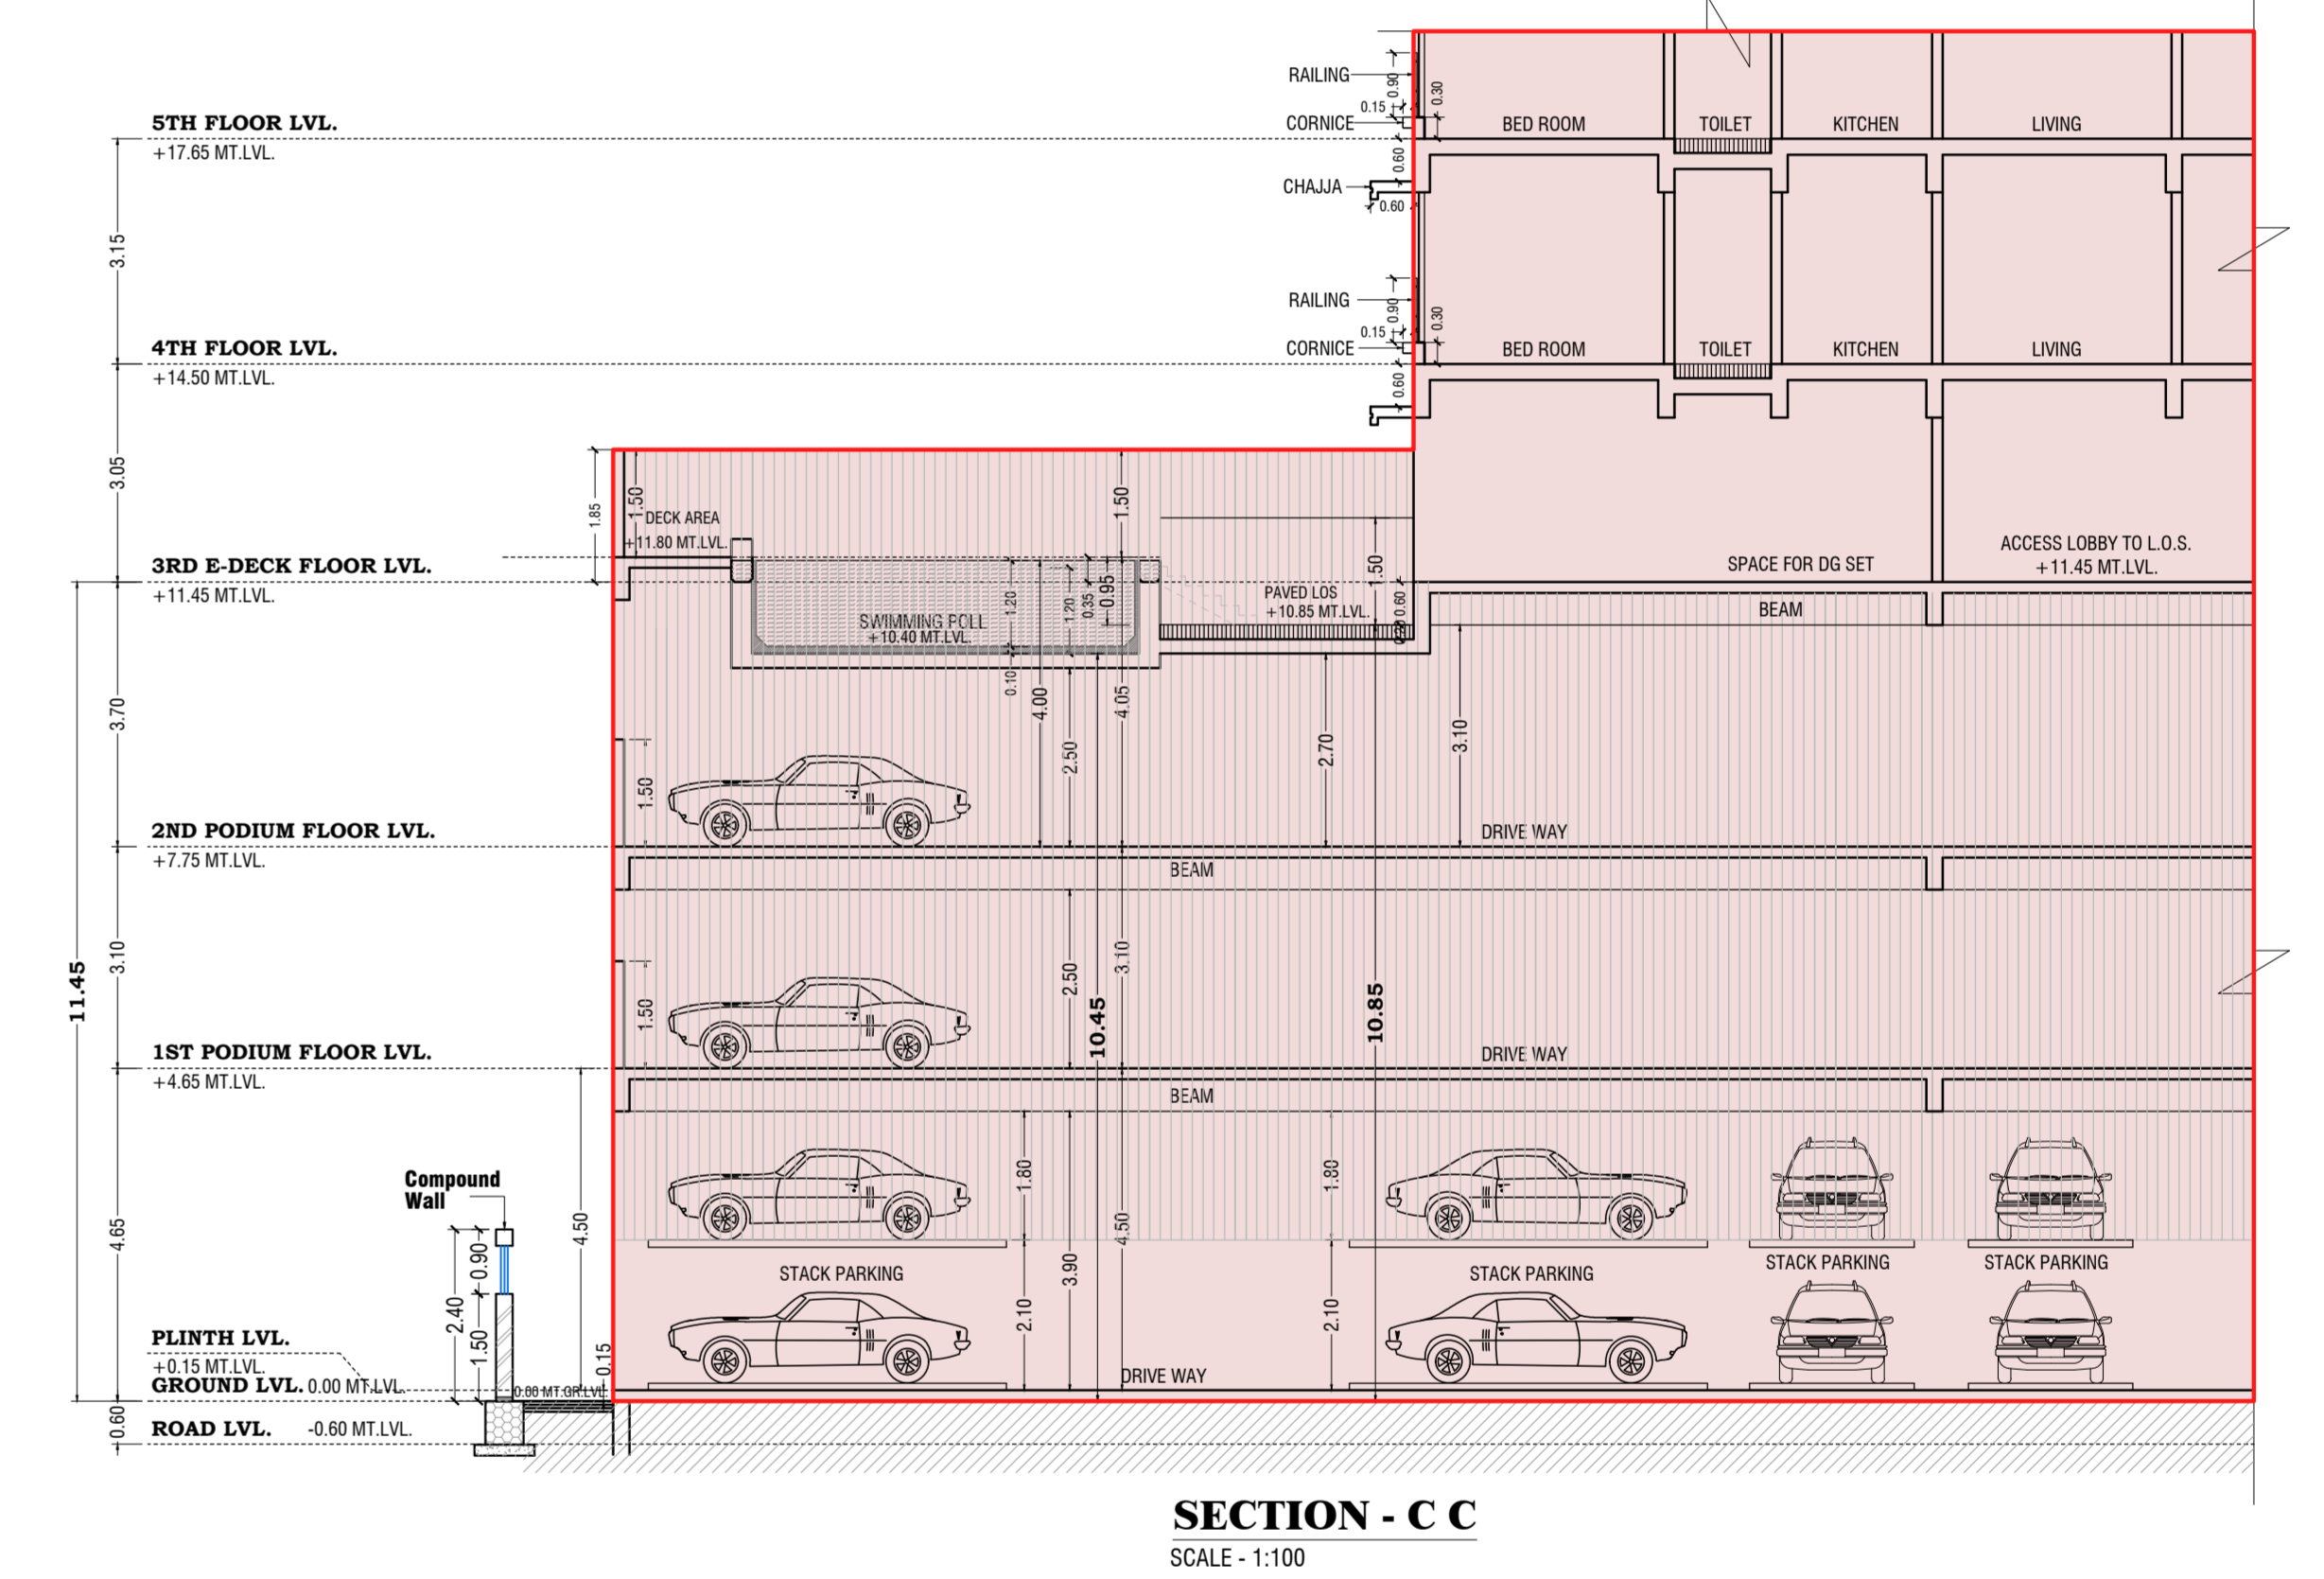 RAILING
0.90
0.15
0.30
CORNICE
BED ROOM
TOILET
KITCHEN
LIVING
5TH FLOOR LVL.
+17.65 MT.LVL.
0.60
CHAJJA
0.60
3.15
RAILING
0.90
0.15
0.30
CORNICE
BED ROOM
TOILET
KITCHEN
LIVING
4TH FLOOR LVL.
+14.50 MT.LVL.
0.60
3.05
1.85
1.50
DECK AREA
+11.80 MT.LVL.
1.50
1.50
SPACE FOR DG SET
ACCESS LOBBY TO L.O.S.
+11.45 MT.LVL.
3RD E-DECK FLOOR LVL.
+11.45 MT.LVL.
1.20
1.20
0.35
0.95
PAVED LOS
+10.85 MT.LVL.
0.60
BEAM
SWIMMING POLL
+10.40 MT.LVL.
0.10
4.00
4.05
3.70
2.50
2.70
3.10
1.50
DRIVE WAY
2ND PODIUM FLOOR LVL.
+7.75 MT.LVL.
BEAM
11.45
3.10
1.50
2.50
3.10
10.45
10.85
DRIVE WAY
1ST PODIUM FLOOR LVL.
+4.65 MT.LVL.
BEAM
Compound
Wall
4.65
4.50
1.80
4.50
1.80
0.90
2.40
1.50
STACK PARKING
3.90
STACK PARKING
STACK PARKING
STACK PARKING
2.10
2.10
PLINTH LVL.
+0.15 MT.LVL.
0.15
GROUND LVL. 0.00 MT.LVL.
0.00 MT.GR.LVL.
DRIVE WAY
0.60
ROAD LVL. -0.60 MT.LVL.
SECTION - C C
SCALE - 1:100